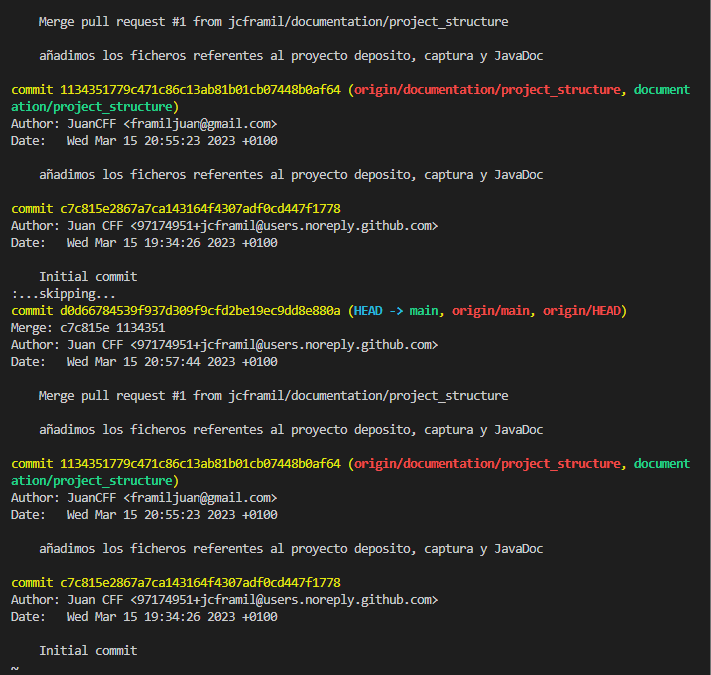 Merge pull request #1 from jcframil/documentation/project_structure
añadimos los ficheros referentes al proyecto deposito, captura y JavaDoc
commit 1134351779c471c86c13ab81b01cb07448b0af64 (origin/documentation/project_structure, document
ation/project_structure)
Author: JuanCFF <framiljuan@gmail.com>
Date:   Wed Mar 15 20:55:23 2023 +0100
añadimos los ficheros referentes al proyecto deposito, captura y JavaDoc
commit c7c815e2867a7ca143164f4307adf0cd447f1778
Author: Juan CFF <97174951+jcframil@users.noreply.github.com>
Date:   Wed Mar 15 19:34:26 2023 +0100
Initial commit
:...skipping...
commit d0d66784539f937d309f9cfd2be19ec9dd8e880a (HEAD -> main, origin/main, origin/HEAD)
Merge: c7c815e 1134351
Author: Juan CFF <97174951+jcframil@users.noreply.github.com>
Date:   Wed Mar 15 20:57:44 2023 +0100
Merge pull request #1 from jcframil/documentation/project_structure
añadimos los ficheros referentes al proyecto deposito, captura y JavaDoc
commit 1134351779c471c86c13ab81b01cb07448b0af64 (origin/documentation/project_structure, document
ation/project_structure)
Author: JuanCFF <framiljuan@gmail.com>
Date:   Wed Mar 15 20:55:23 2023 +0100
añadimos los ficheros referentes al proyecto deposito, captura y JavaDoc
commit c7c815e2867a7ca143164f4307adf0cd447f1778
Author: Juan CFF <97174951+jcframil@users.noreply.github.com>
Date:   Wed Mar 15 19:34:26 2023 +0100
Initial commit
~